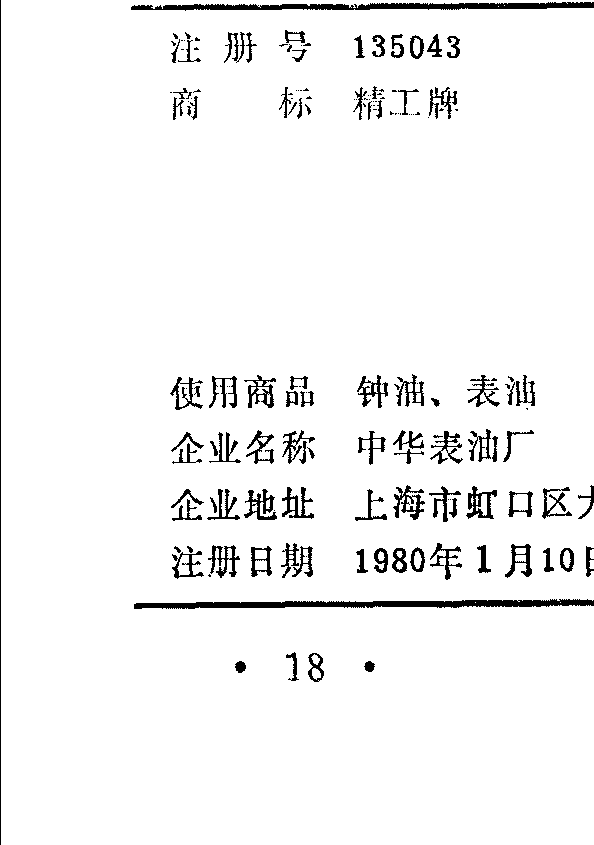 注册号 135043
商标 精工牌
使用商品 钟油、表油
企业名称 中华表油厂
企业地址 上海市虹口区
注册日期 1980年1月10日
• 18 •